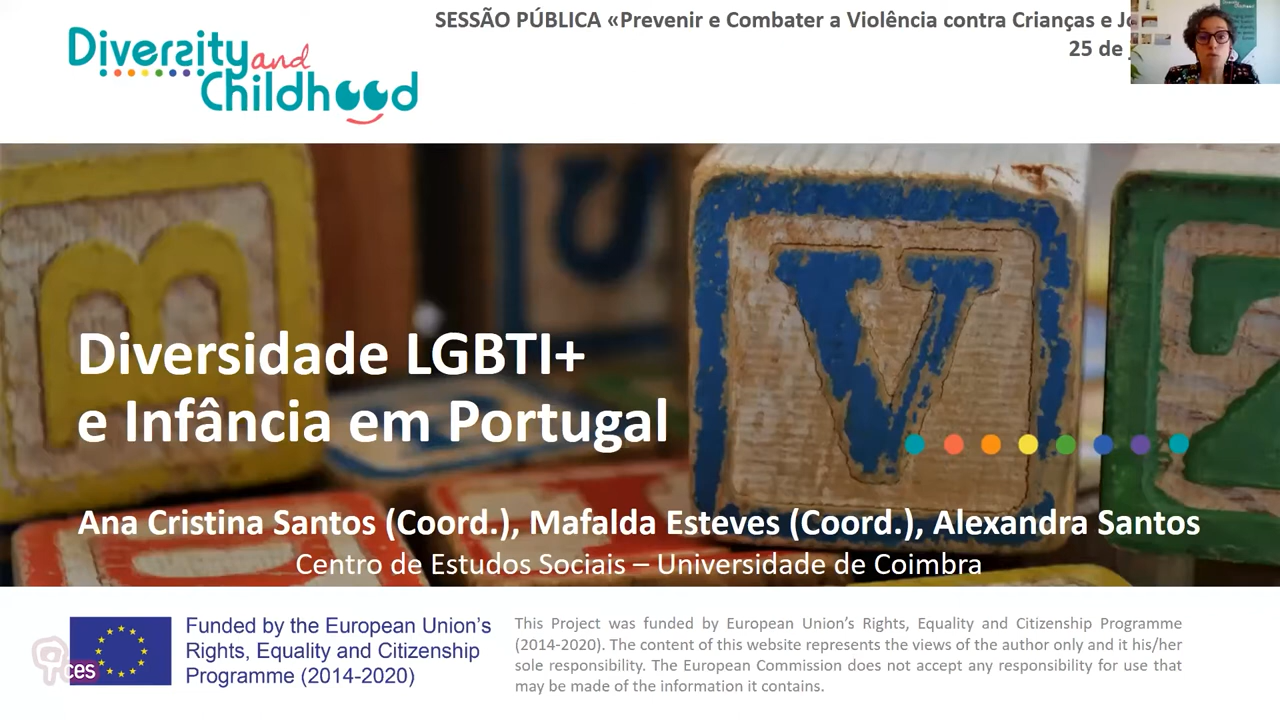 SESSÃO PÚBLICA «Prevenir e Combater a Violência contra Crianças e
25 de
Diversity and
Childhood
B
V
Diversidade LGBTI+
e Infância em Portugal
Ana Cristina Santos (Coord.), Mafalda Esteves (Coord.), Alexandra Santos
Centro de Estudos Sociais – Universidade de Coimbra
Funded by the European Union's
Rights, Equality and Citizenship
Programme (2014-2020)
This Project was funded by European Union's Rights, Equality and Citizenship Programme
(2014-2020). The content of this website represents the views of the author only and it his/her
sole responsibility. The European Commission does not accept any responsibility for use that
may be made of the information it contains.
ces